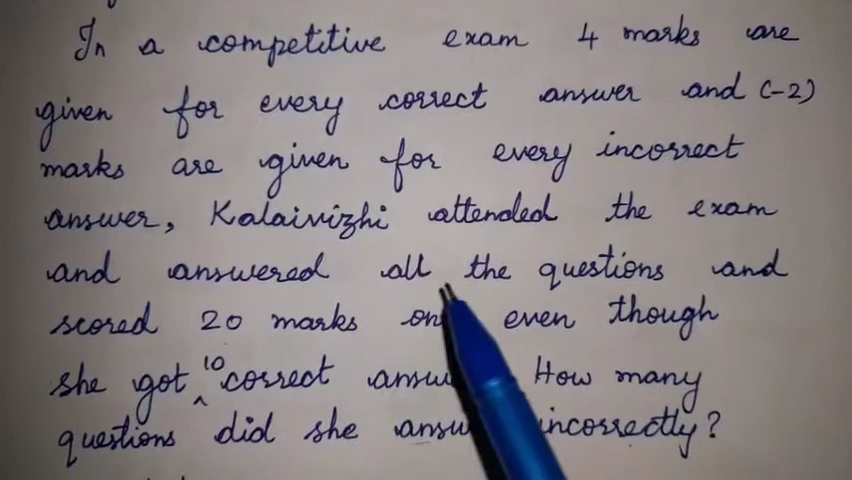 In a competitive exam 4 marks are
given for every correct answer and (-2)
marks are given for every incorrect
answer, Kalaivizhi attended the exam
and answered all the questions and
scored 20 marks even though
she got 10 correct How many
questions did she incorrectly?